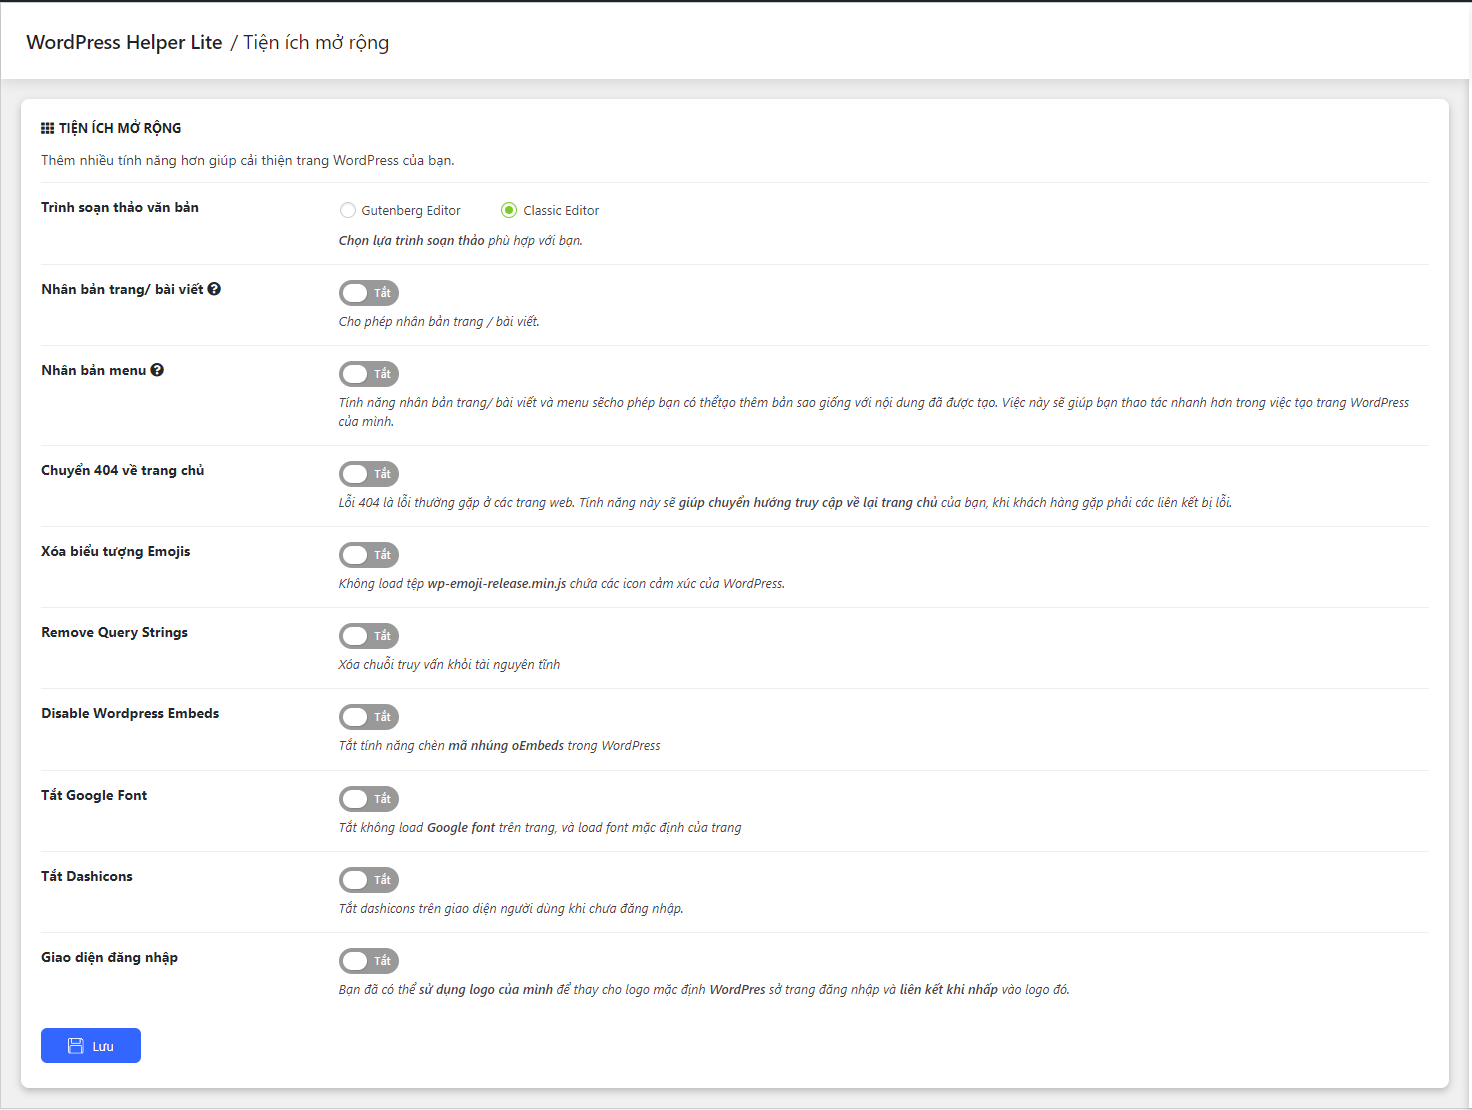 WordPress Helper Lite / Tiện ích mở rộng
TIỆN ÍCH MỞ RỘNG
Thêm nhiều tính năng hơn giúp cải thiện trang WordPress của bạn.
Trình soạn thảo văn bản
Gutenberg Editor
Classic Editor
Chọn lựa trình soạn thảo phù hợp với bạn.
Nhân bản trang/ bài viết
Tắt
Cho phép nhân bản trang / bài viết.
Nhân bản menu
Tắt
Tính năng nhân bản trang/ bài viết và menu sẽcho phép bạn có thểtạo thêm bản sao giống với nội dung đã được tạo. Việc này sẽ giúp bạn thao tác nhanh hơn trong việc tạo trang WordPress
của mình.
Chuyển 404 về trang chủ
Tắt
Lỗi 404 là lỗi thường gặp ở các trang web. Tính năng này sẽ giúp chuyển hướng truy cập về lại trang chủ của bạn, khi khách hàng gặp phải các liên kết bị lỗi.
Xóa biểu tượng Emojis
Tắt
Không load tệp wp-emoji-release.min.js chứa các icon cảm xúc của WordPress.
Remove Query Strings
Tắt
Xóa chuỗi truy vấn khỏi tài nguyên tĩnh
Disable Wordpress Embeds
Tắt
Tắt tính năng chèn mã nhúng oEmbeds trong WordPress
Tắt Google Font
Tắt
Tắt không load Google font trên trang, và load font mặc định của trang
Tắt Dashicons
Tắt
Tắt dashicons trên giao diện người dùng khi chưa đăng nhập.
Giao diện đăng nhập
Tắt
Bạn đã có thể sử dụng logo của mình để thay cho logo mặc định WordPres sở trang đăng nhập và liên kết khi nhấp vào logo đó.
Lưu